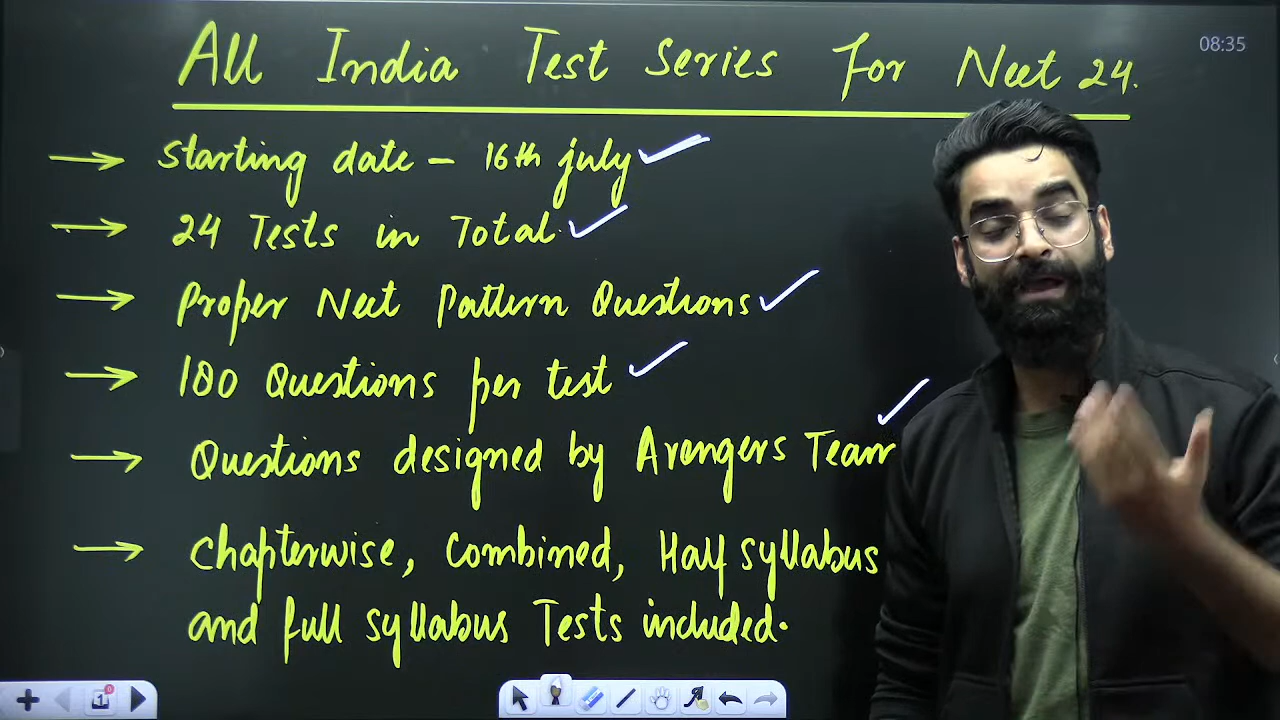 All India Test Series for Neet 24.
08:35
→ Starting date - 16th july ✓
→ 24 Tests in Total. ✓
→ Proper Neet Pattern Questions ✓
→ 100 Questions per test ✓
→ Questions designed by Avengers Team ✓
→ Chapterwise, Combined, Half syllabus
and full syllabus Tests included.
1